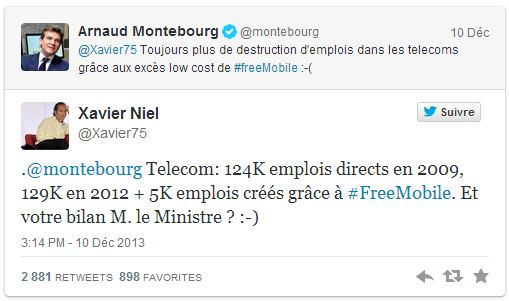 Arnaud Montebourg @montebourg 10 Déc
@Xavier75 Toujours plus de destruction d'emplois dans les telecoms
grâce aux excès low cost de #freeMobile :-(
Xavier Niel Suivre
@Xavier75
.@montebourg Telecom: 124K emplois directs en 2009,
129K en 2012 + 5K emplois créés grâce à #FreeMobile. Et
votre bilan M. le Ministre ? :-)
3:14 PM - 10 Déc 2013
2 881 RETWEETS 898 FAVORITES